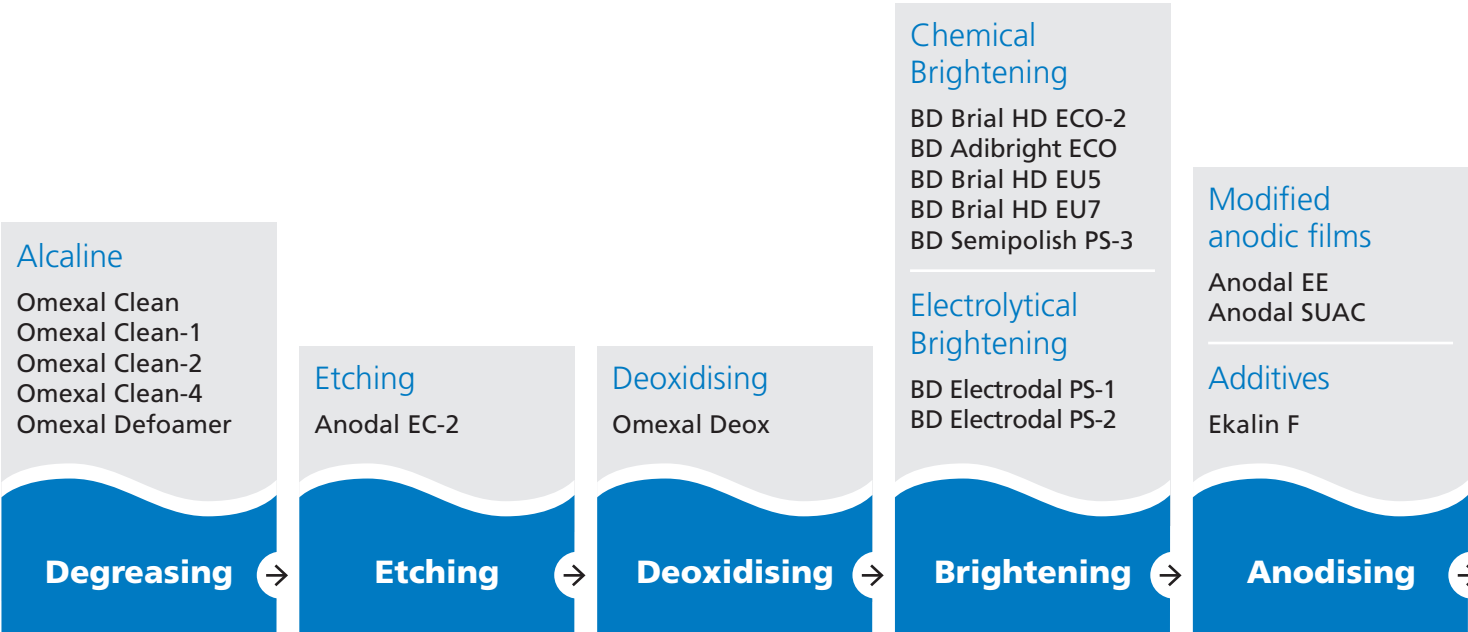 Alcaline
Omexal Clean
Omexal Clean-1
Omexal Clean-2
Omexal Clean-4
Omexal Defoamer
Degreasing
Etching
Anodal EC-2
Etching
Deoxidising
Omexal Deox
Deoxidising
Chemical
Brightening
BD Brial HD ECO-2
BD Adibright ECO
BD Brial HD EU5
BD Brial HD EU7
BD Semipolish PS-3
Electrolytical
Brightening
BD Electrodal PS-1
BD Electrodal PS-2
Brightening
Modified
anodic films
Anodal EE
Anodal SUAC
Additives
Ekalin F
Anodising